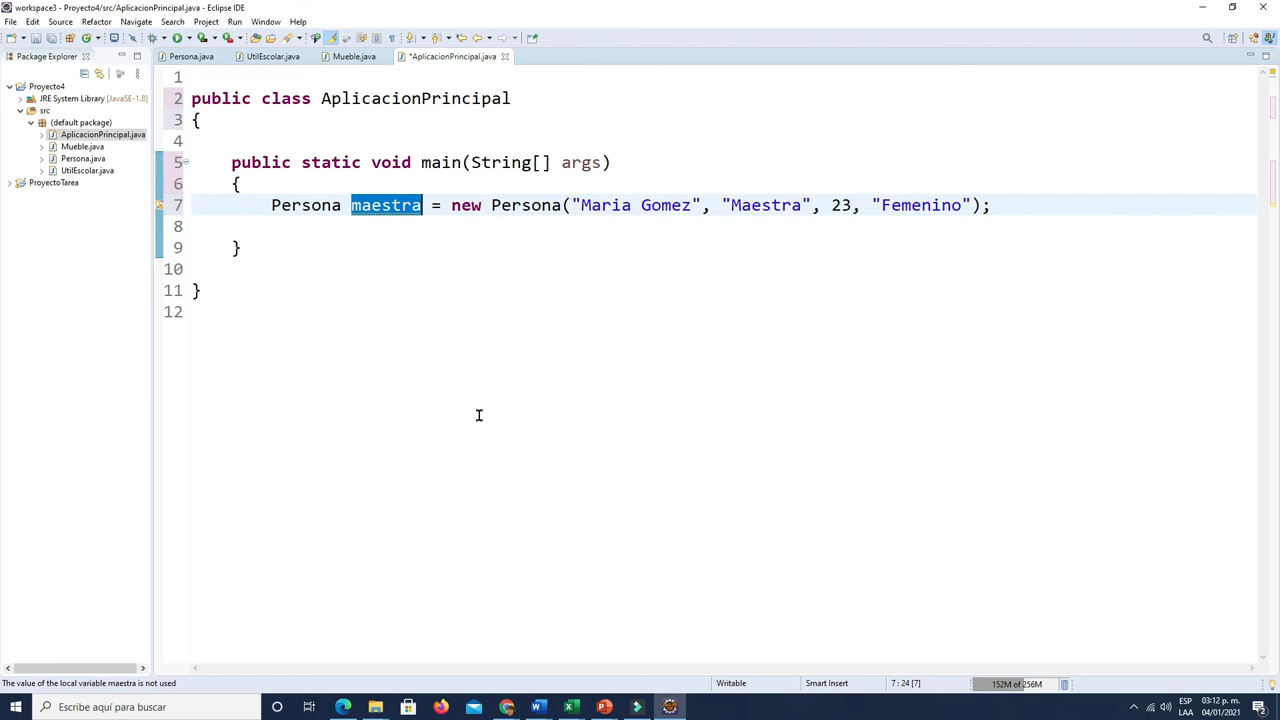 workspace3 - Proyecto4/src/AplicacionPrincipal.java - Eclipse IDE
File Edit Source Refactor Navigate Search Project Run Window Help
Package Explorer
Persona.java UtilEscolar.java Mueble.java *AplicacionPrincipal.java
Proyecto4
JRE System Library [JavaSE-1.8]
src
(default package)
AplicacionPrincipal.java
Mueble.java
Persona.java
UtilEscolar.java
ProyectoTarea
1
2 public class AplicacionPrincipal
3 {
4
5 public static void main(String[] args)
6 {
7 Persona maestra = new Persona("Maria Gomez", "Maestra", 23, "Femenino");
8
9 }
10
11 }
12
The value of the local variable maestra is not used Writable Smart Insert 7 : 24 [7] 152M of 256M
Escribe aquí para buscar
ESP 03:12 p. m.
LAA 04/01/2021
2